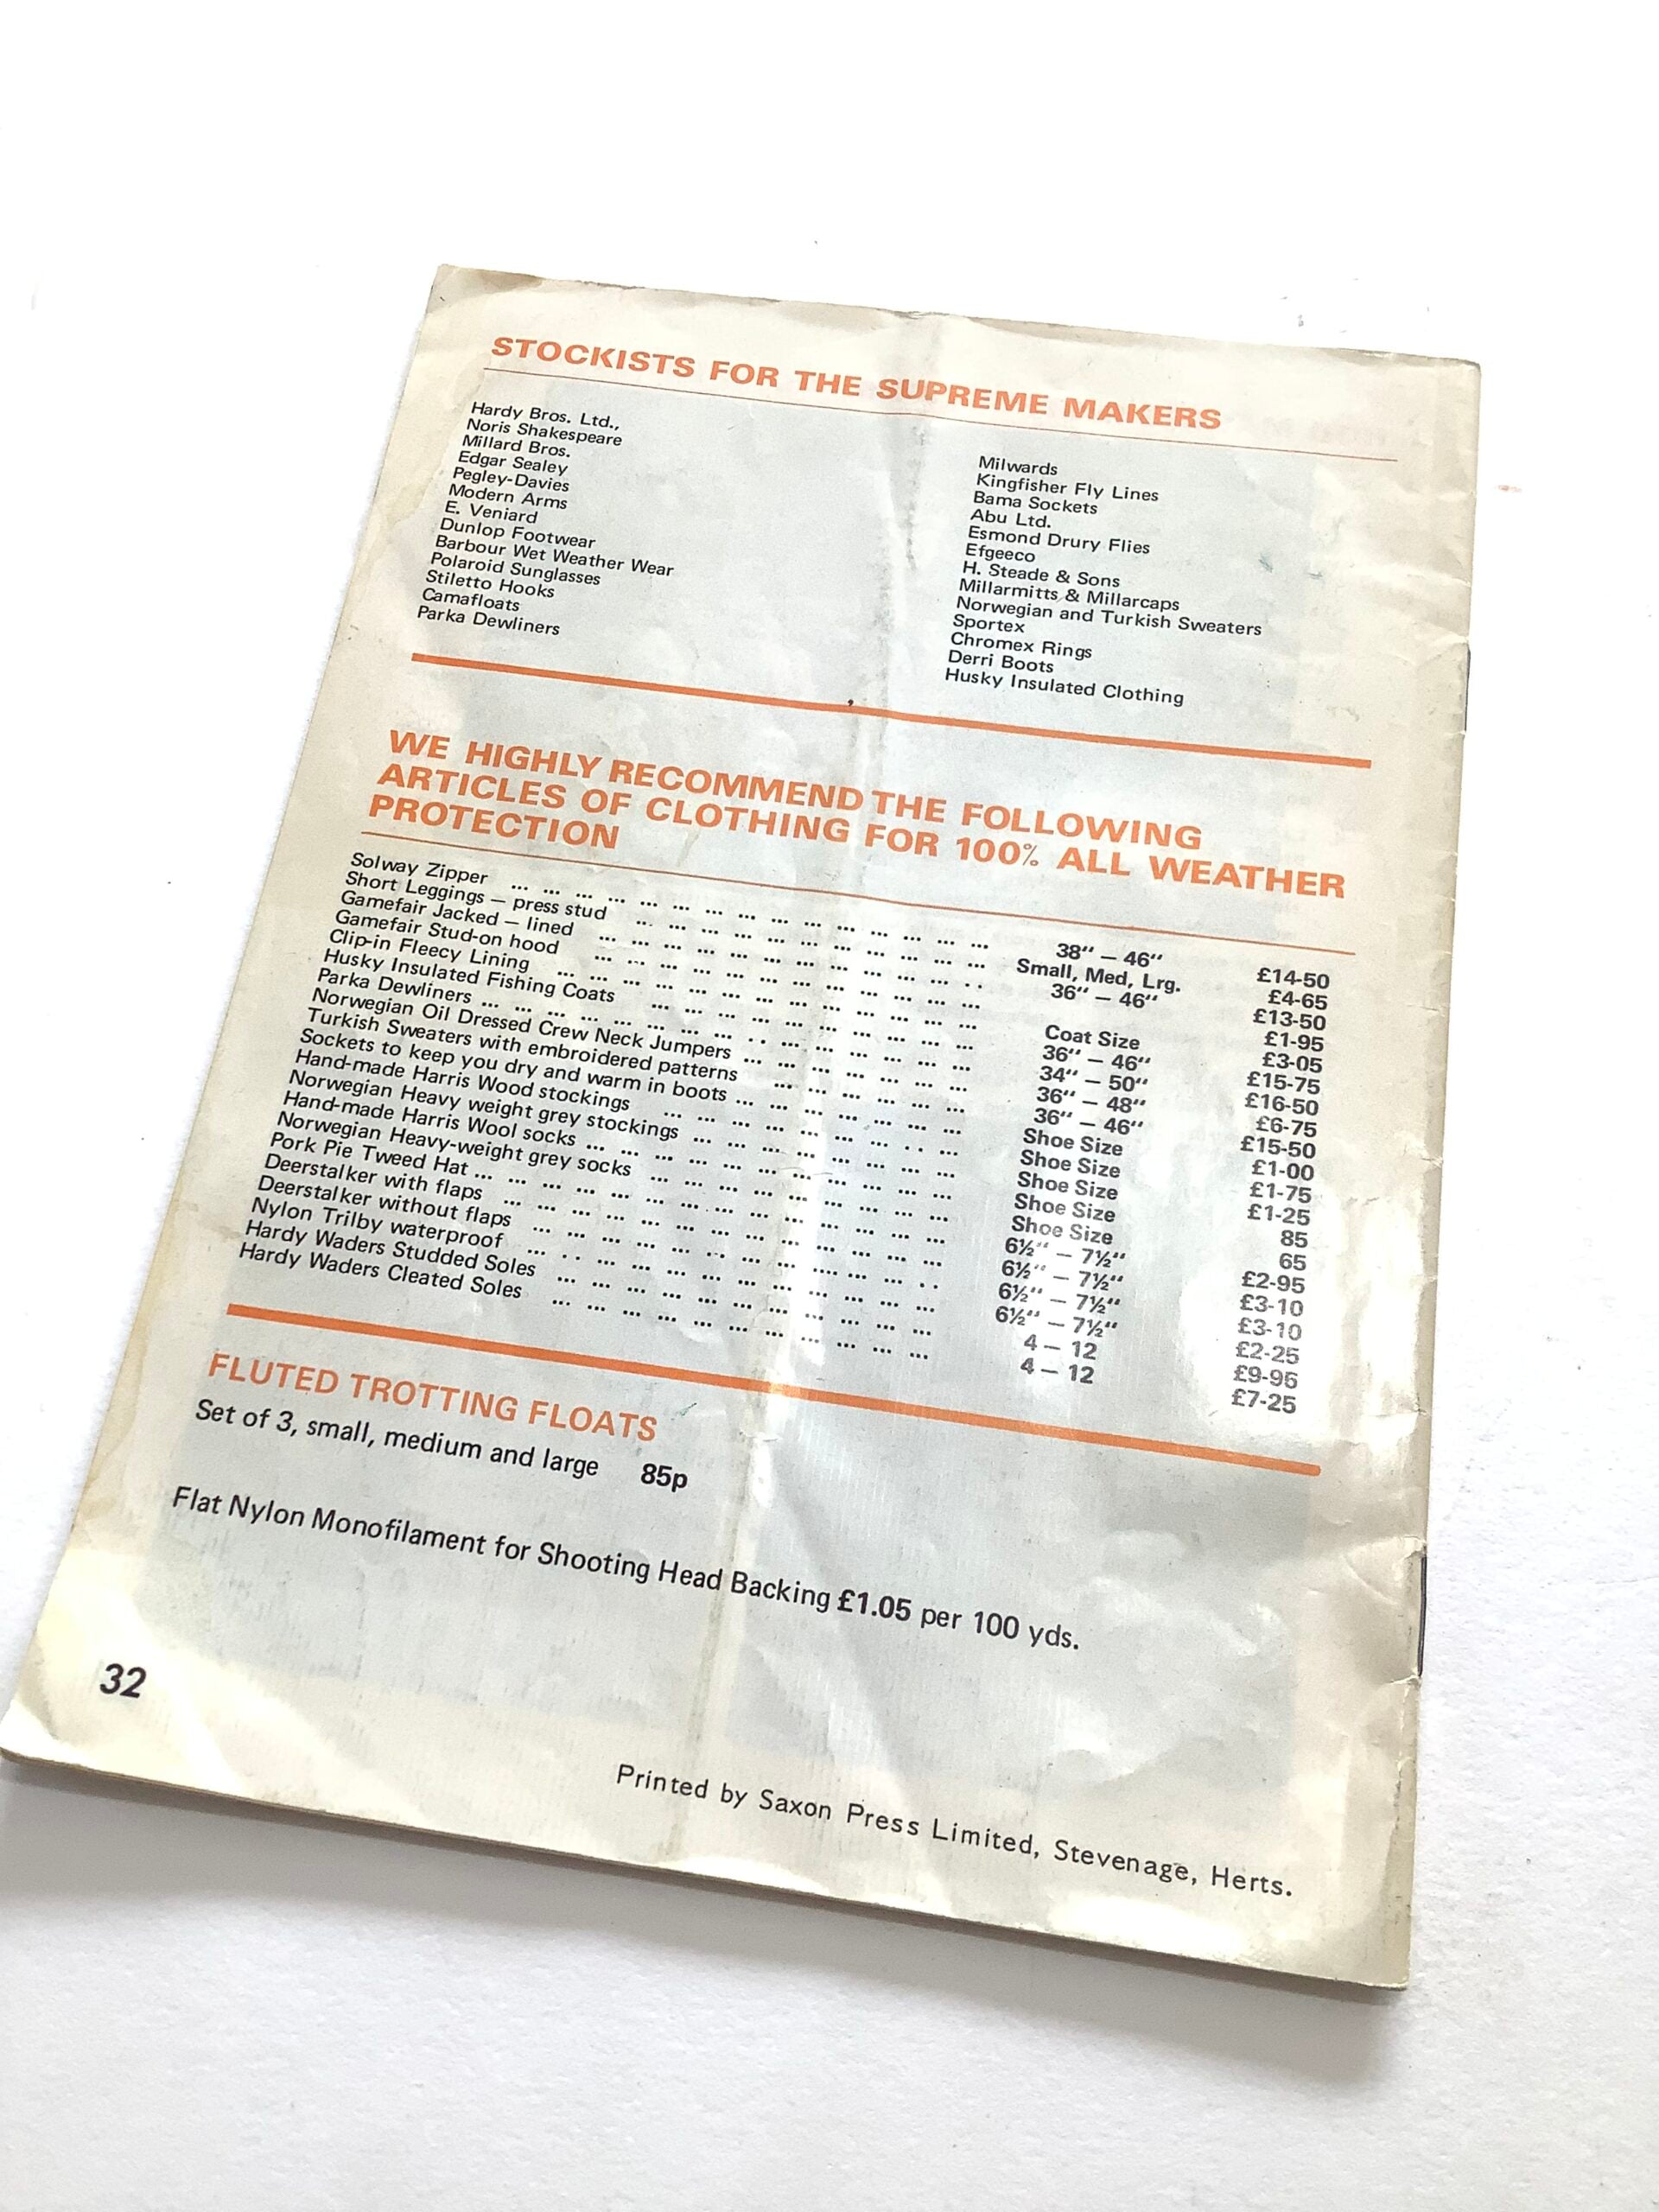 STOCKISTS FOR THE SUPREME MAKERS
Hardy Bros. Ltd.,
Noris Shakespeare
Millard Bros.
Edgar Sealey
Pegley-Davies
Modern Arms
E. Veniard
Dunlop Footwear
Barbour Wet Weather Wear
Polaroid Sunglasses
Stiletto Hooks
Camafloats
Parka Dewliners
Milwards
Kingfisher Fly Lines
Bama Sockets
Abu Ltd.
Esmond Drury Flies
Efgeeco
H. Steade & Sons
Millarmitts & Millarcaps
Norwegian and Turkish Sweaters
Sportex
Chromex Rings
Derri Boots
Husky Insulated Clothing
WE HIGHLY RECOMMEND THE FOLLOWING
ARTICLES OF CLOTHING FOR 100% ALL WEATHER
PROTECTION
Solway Zipper ... 38" – 46" £14-50
Short Leggings – press stud ... Small, Med, Lrg. £4-65
Gamefair Jacked – lined ... 36" – 46" £13-50
Gamefair Stud-on hood ... £1-95
Clip-in Fleecy Lining ... Coat Size £3-05
Husky Insulated Fishing Coats ... 36" – 46" £15-75
Parka Dewliners ... 34" – 50" £16-50
Norwegian Oil Dressed Crew Neck Jumpers ... 36" – 48" £6-75
Turkish Sweaters with embroidered patterns ... 36" – 46" £15-50
Sockets to keep you dry and warm in boots ... Shoe Size £1-00
Hand-made Harris Wood stockings ... Shoe Size £1-75
Norwegian Heavy weight grey stockings ... Shoe Size £1-25
Hand-made Harris Wool socks ... Shoe Size 85
Norwegian Heavy-weight grey socks ... Shoe Size 65
Pork Pie Tweed Hat ... 6½" – 7½" £2-95
Deerstalker with flaps ... 6½" – 7½" £3-10
Deerstalker without flaps ... 6½" – 7½" £3-10
Nylon Trilby waterproof ... 6½" – 7½" £2-25
Hardy Waders Studded Soles ... 4 – 12 £9-95
Hardy Waders Cleated Soles ... 4 – 12 £7-25
FLUTED TROTTING FLOATS
Set of 3, small, medium and large 85p
Flat Nylon Monofilament for Shooting Head Backing £1.05 per 100 yds.
32
Printed by Saxon Press Limited, Stevenage, Herts.